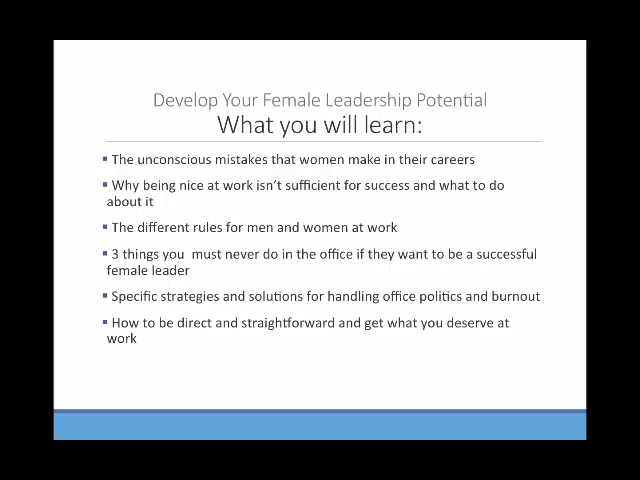 Develop Your Female Leadership Potential
What you will learn:
▪ The unconscious mistakes that women make in their careers
▪ Why being nice at work isn't sufficient for success and what to do
about it
▪ The different rules for men and women at work
▪ 3 things you  must never do in the office if they want to be a successful
female leader
▪ Specific strategies and solutions for handling office politics and burnout
▪ How to be direct and straightforward and get what you deserve at
work